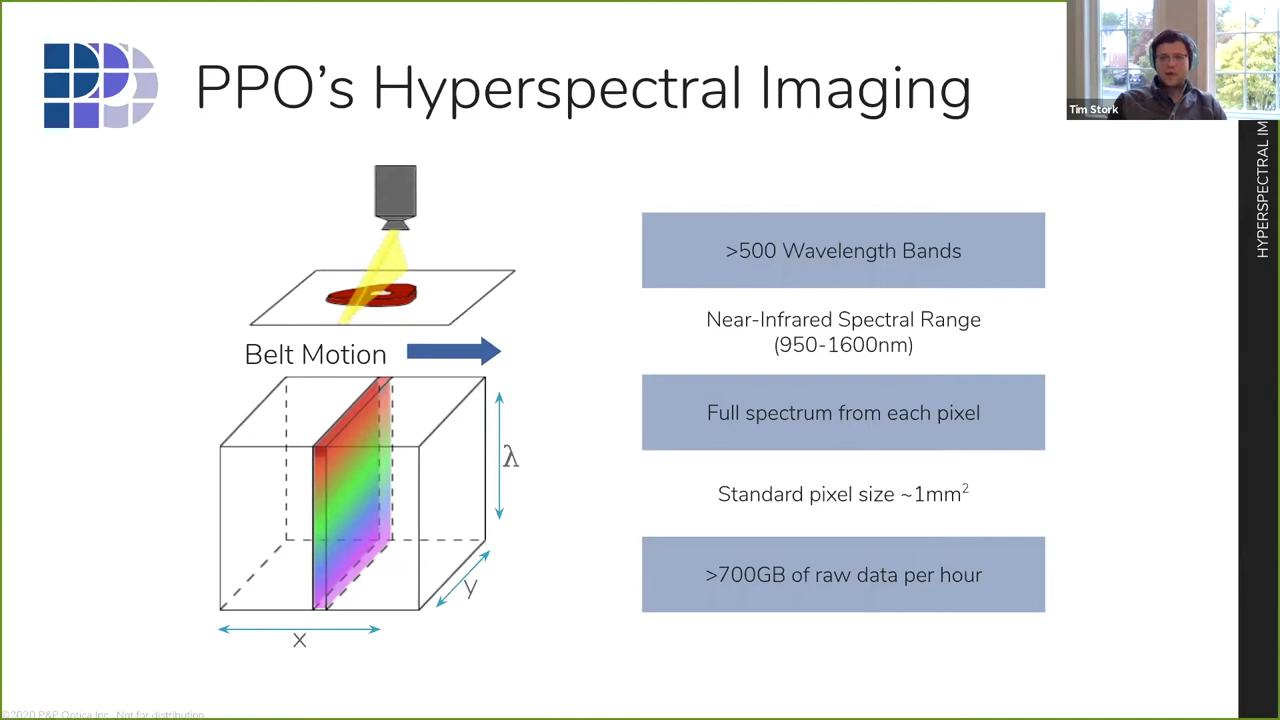 PPO's Hyperspectral Imaging
Tim Stork
HYPERSPECTRAL IM
>500 Wavelength Bands
Near-Infrared Spectral Range
(950-1600nm)
Belt Motion
Full spectrum from each pixel
λ
Standard pixel size ~1mm²
>700GB of raw data per hour
y
x
©2020 P&P Optica Inc. Not for distribution